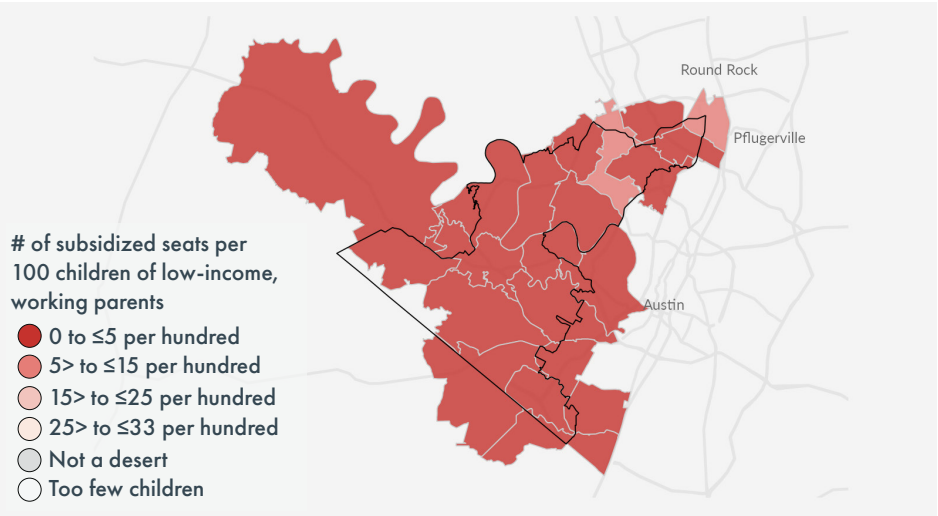 Round Rock
Pflugerville
# of subsidized seats per
100 children of low-income,
working parents
0 to ≤5 per hundred
5> to ≤15 per hundred
15> to ≤25 per hundred
25> to ≤33 per hundred
Not a desert
Too few children
Austin